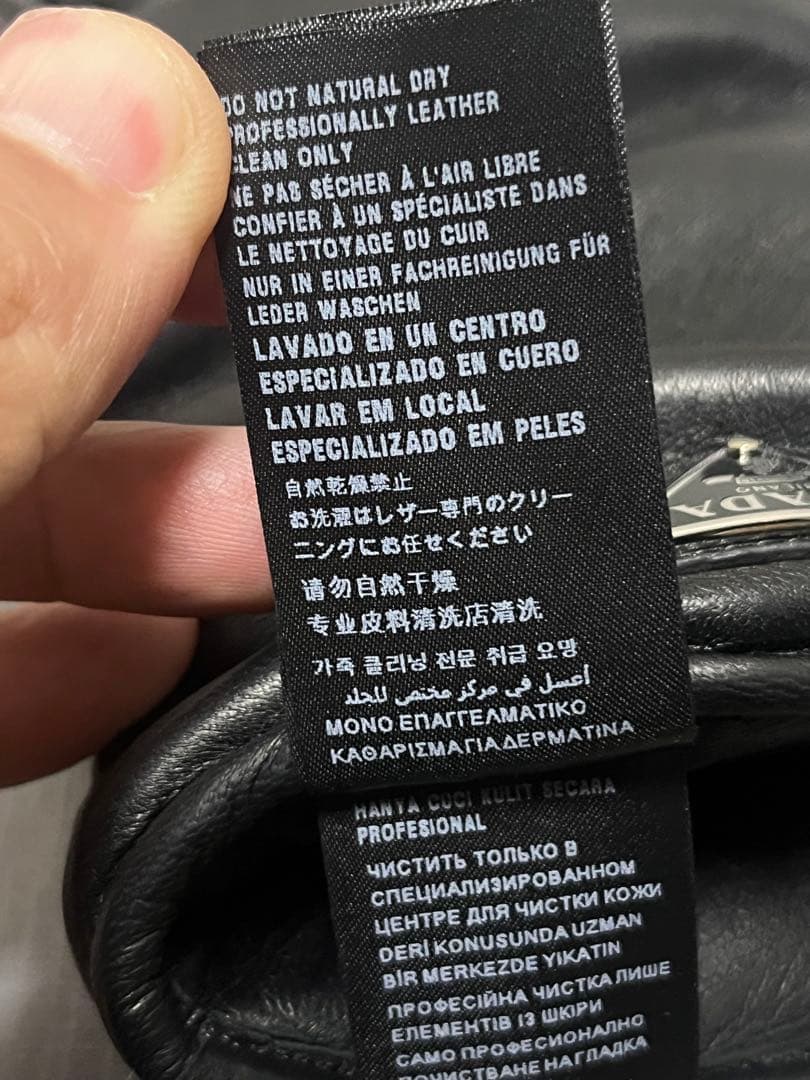 DO NOT NATURAL DRY
PROFESSIONALLY LEATHER
CLEAN ONLY
NE PAS SÉCHER À L'AIR LIBRE
CONFIER À UN SPÉCIALISTE DANS
LE NETTOYAGE DU CUIR
NUR IN EINER FACHREINIGUNG FÜR
LEDER WASCHEN
LAVADO EN UN CENTRO
ESPECIALIZADO EN CUERO
LAVAR EM LOCAL
ESPECIALIZADO EM PELES
自然乾燥禁止
お洗濯はレザー専門のクリー
ニングにお任せください
请勿自然干燥
专业皮料清洗店清洗
가죽 클리닝 전문 취급 요망
أغسل في مركز مختص للجلد
ΜΟΝΟ ΕΠΑΓΓΕΛΜΑΤΙΚΟ
ΚΑΘΑΡΙΣΜΑ ΓΙΑ ΔΕΡΜΑΤΙΝΑ
HANYA CUCI KULIT SECARA
PROFESIONAL
ЧИСТИТЬ ТОЛЬКО В
СПЕЦИАЛИЗИРОВАННОМ
ЦЕНТРЕ ДЛЯ ЧИСТКИ КОЖИ
DERİ KONUSUNDA UZMAN
BİR MERKEZDE YIKATIN
ПРОФЕСІЙНА ЧИСТКА ЛИШЕ
ЕЛЕМЕНТІВ ІЗ ШКІРИ
САМО ПРОФЕСИОНАЛНО
ПОЧИСТВАНЕ НА ГЛАДКА
ADA